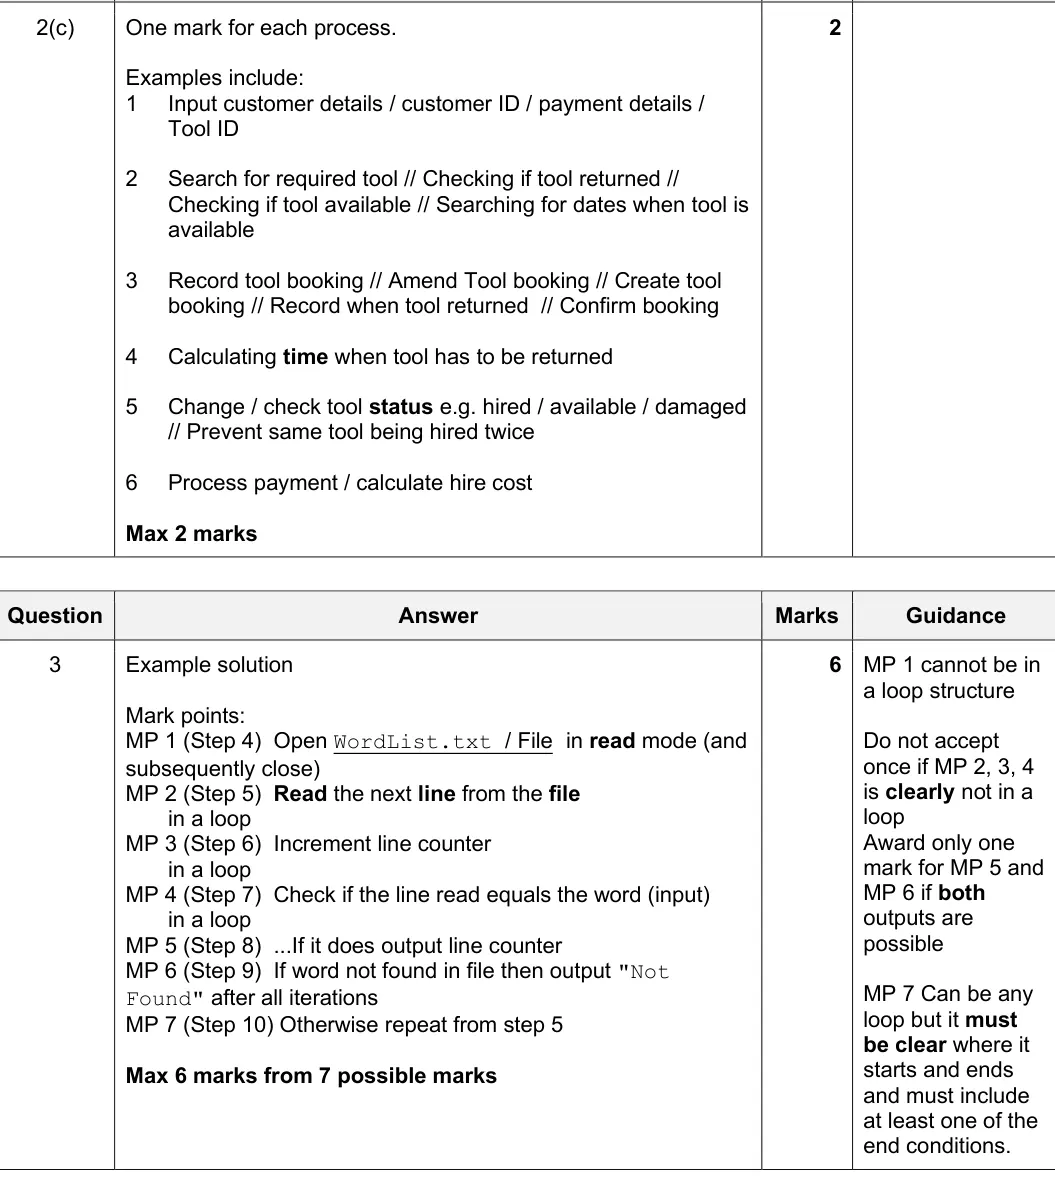 2(c) One mark for each process. 2
Examples include:
1 Input customer details / customer ID / payment details /
Tool ID
2 Search for required tool // Checking if tool returned //
Checking if tool available // Searching for dates when tool is
available
3 Record tool booking // Amend Tool booking // Create tool
booking // Record when tool returned // Confirm booking
4 Calculating time when tool has to be returned
5 Change / check tool status e.g. hired / available / damaged
// Prevent same tool being hired twice
6 Process payment / calculate hire cost
Max 2 marks
Question Answer Marks Guidance
3 Example solution 6
Mark points:
MP 1 (Step 4) Open WordList.txt / File in read mode (and
subsequently close)
MP 2 (Step 5) Read the next line from the file
in a loop
MP 3 (Step 6) Increment line counter
in a loop
MP 4 (Step 7) Check if the line read equals the word (input)
in a loop
MP 5 (Step 8) ...If it does output line counter
MP 6 (Step 9) If word not found in file then output "Not
Found" after all iterations
MP 7 (Step 10) Otherwise repeat from step 5
Max 6 marks from 7 possible marks
MP 1 cannot be in
a loop structure
Do not accept
once if MP 2, 3, 4
is clearly not in a
loop
Award only one
mark for MP 5 and
MP 6 if both
outputs are
possible
MP 7 Can be any
loop but it must
be clear where it
starts and ends
and must include
at least one of the
end conditions.